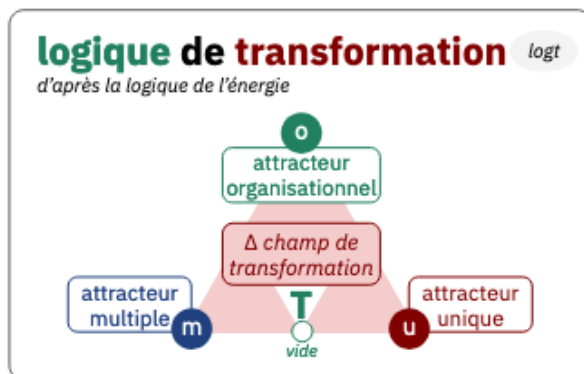 logique de transformation logt
d'après la logique de l'énergie
o
attracteur
organisationnel
Δ champ de
transformation
attracteur
multiple
m
T
vide
attracteur
unique
u